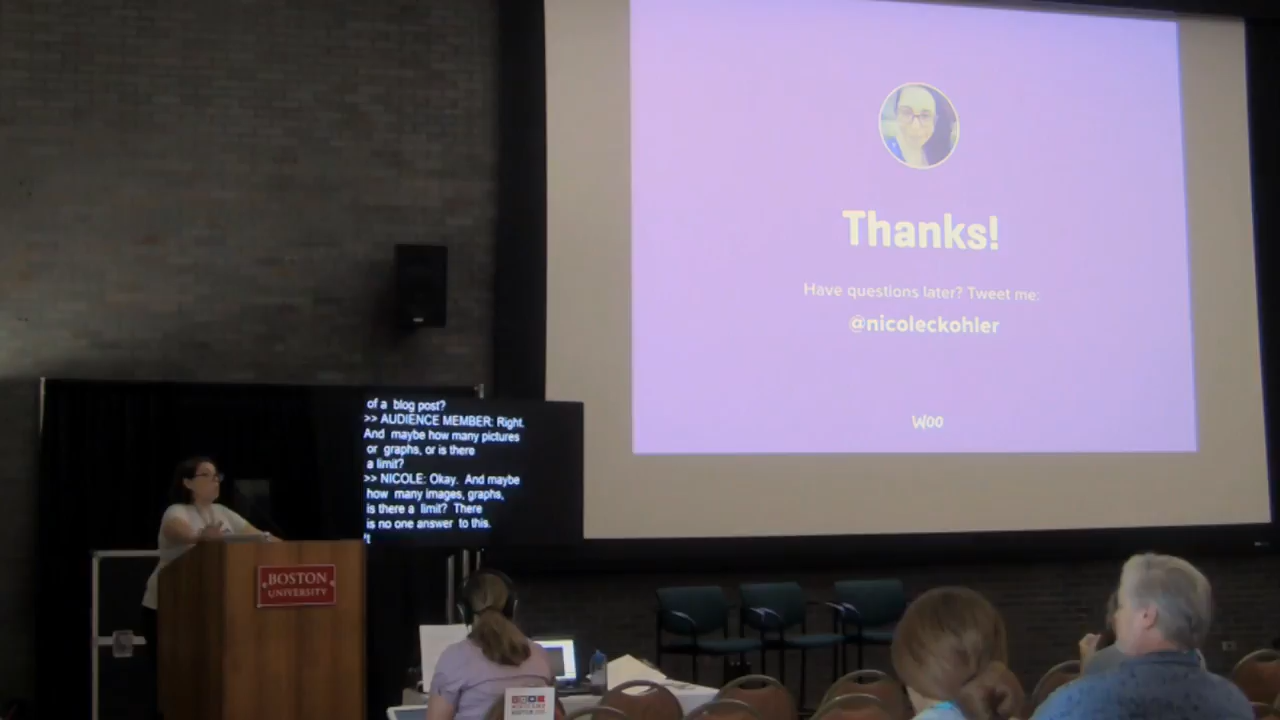 Thanks!
Have questions later? Tweet me:
@nicoleckohler
WOO
of a blog post?
>> AUDIENCE MEMBER: Right.
And maybe how many pictures
or graphs, or is there
a limit?
>> NICOLE: Okay. And maybe
how many images, graphs,
is there a limit? There
is no one answer to this.
't
BOSTON
UNIVERSITY